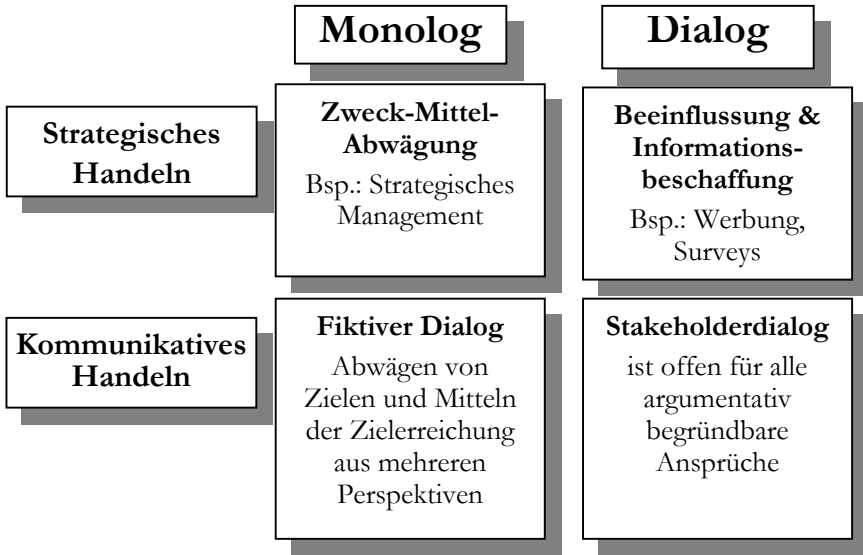 Monolog
Dialog
Strategisches
Handeln
Zweck-Mittel-
Abwägung
Bsp.: Strategisches
Management
Beeinflussung &
Informations-
beschaffung
Bsp.: Werbung,
Surveys
Kommunikatives
Handeln
Fiktiver Dialog
Abwägen von
Zielen und Mitteln
der Zielerreichung
aus mehreren
Perspektiven
Stakeholderdialog
ist offen für alle
argumentativ
begründbare
Ansprüche